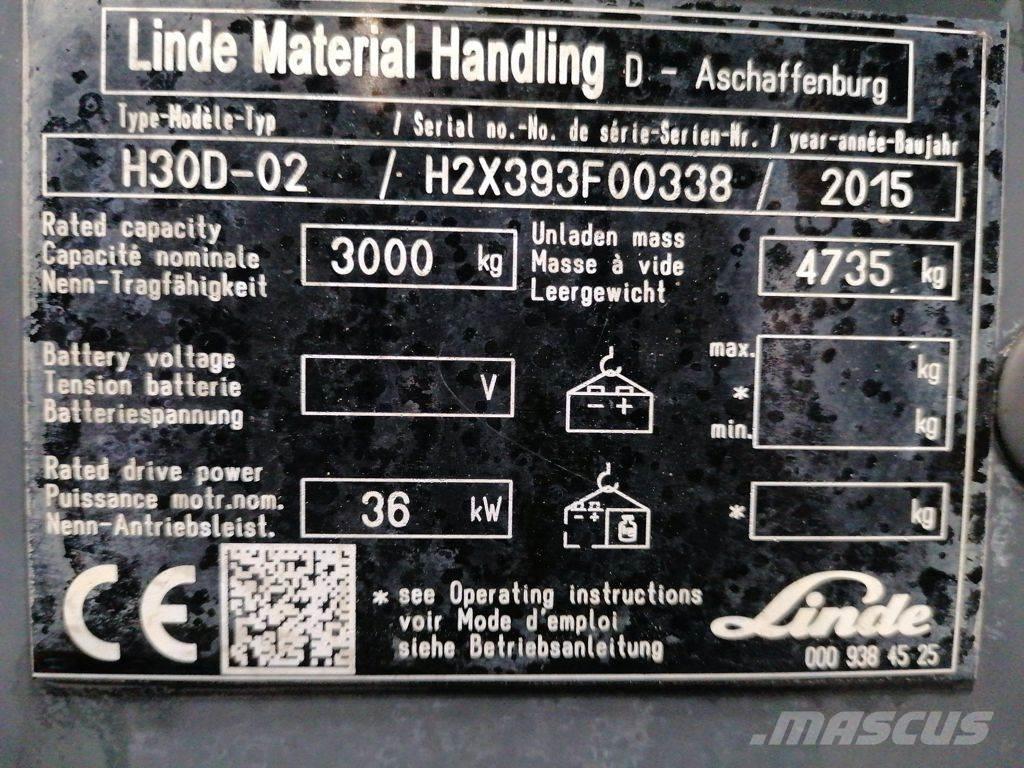 Linde Material Handling D - Aschaffenburg
Type-Modèle-Typ / Serial no.-No. de série-Serien-Nr. / year-année-Baujahr
H30D-02 / H2X393F00338 / 2015
Rated capacity
Capacité nominale
Nenn-Tragfähigkeit
3000 kg
Unladen mass
Masse à vide
Leergewicht
4735 kg
Battery voltage
Tension batterie
Batteriespannung
V
- +
max.
*
min.
kg
kg
Rated drive power
Puissance motr.nom.
Nenn-Antriebsleist.
36 kW
- +
* kg
CE
* see Operating instructions
voir Mode d'emploi
siehe Betriebsanleitung
Linde
000 938 45 25
.MASCUS